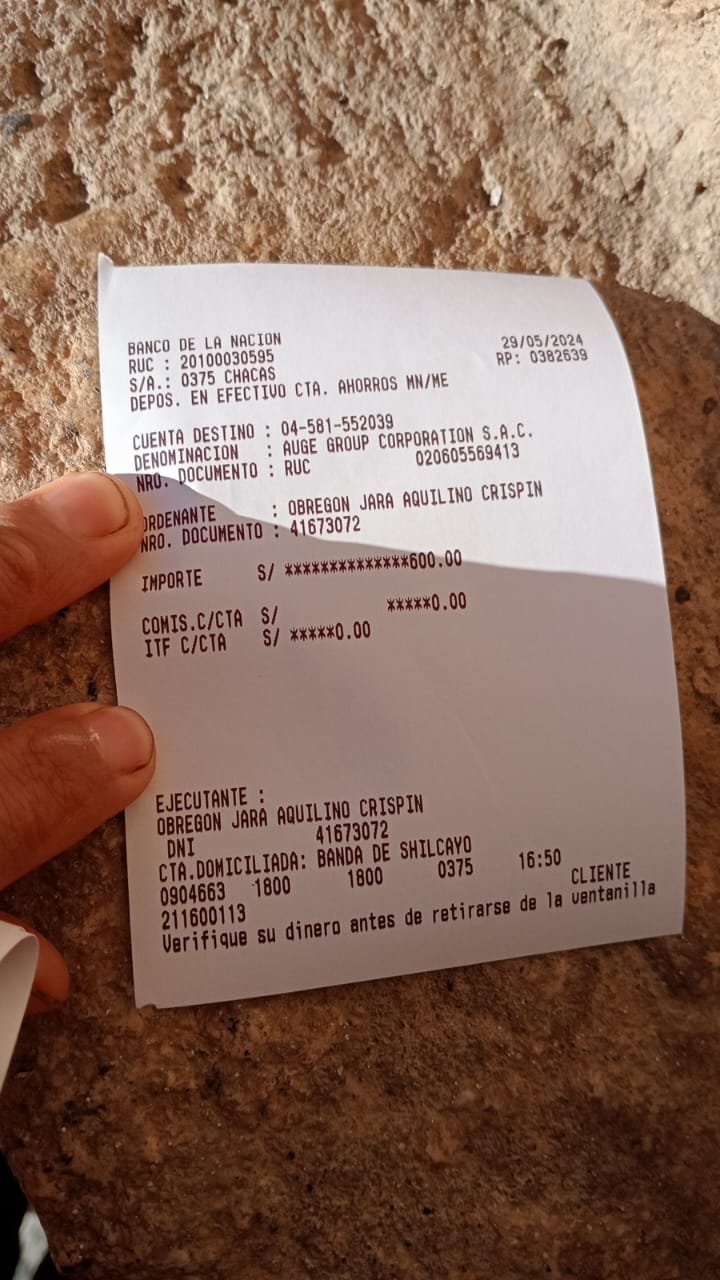 BANCO DE LA NACION 29/05/2024
RUC : 20100030595 RP: 0382639
S/A.: 0375 CHACAS
DEPOS. EN EFECTIVO CTA. AHORROS MN/ME
CUENTA DESTINO : 04-581-552039
DENOMINACION : AUGE GROUP CORPORATION S.A.C.
NRO. DOCUMENTO : RUC 020605569413
ORDENANTE : OBREGON JARA AQUILINO CRISPIN
NRO. DOCUMENTO : 41673072
IMPORTE S/ **************600.00
COMIS.C/CTA S/ *****0.00
ITF C/CTA S/ *****0.00
EJECUTANTE :
OBREGON JARA AQUILINO CRISPIN
DNI 41673072
CTA.DOMICILIADA: BANDA DE SHILCAYO
0904663 1800 1800 0375 16:50
211600113 CLIENTE
Verifique su dinero antes de retirarse de la ventanilla